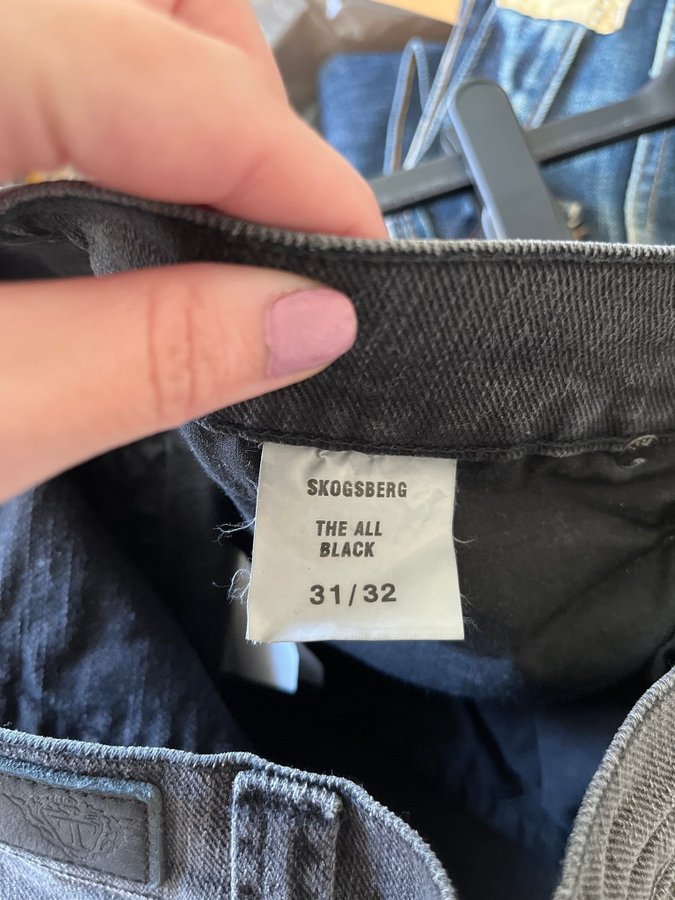 SKOGSBERG
THE ALL
BLACK
31/32